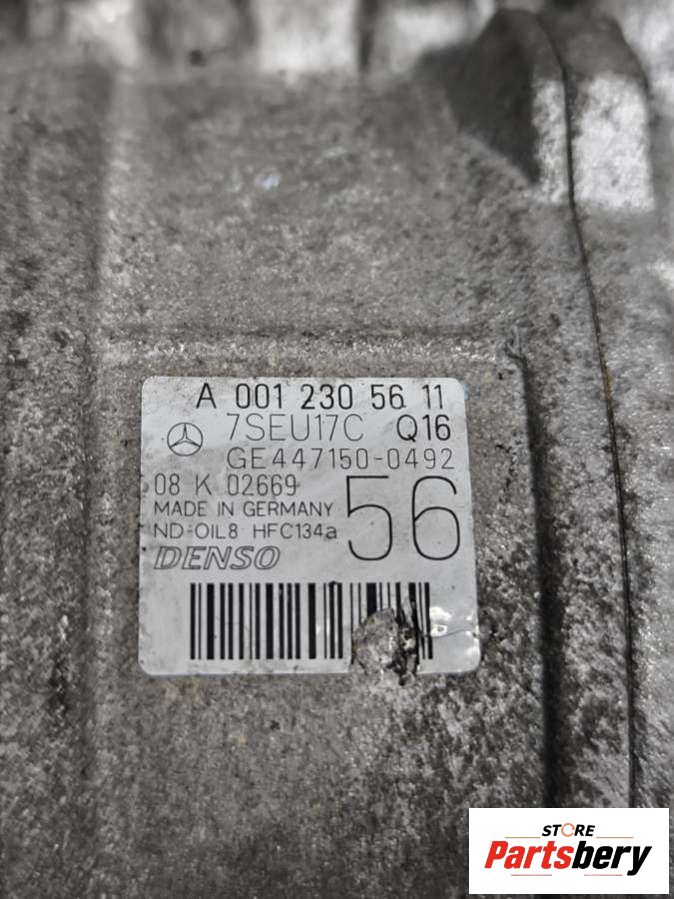 A 001 230 56 11
7SEU17C Q16
GE447150-0492
08 K 02669
MADE IN GERMANY
ND-OIL8 HFC134a
56
DENSO
STORE
Partsbery